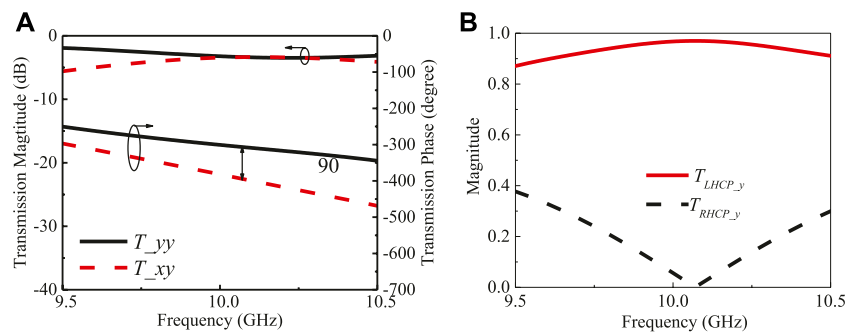 A
Transmission Magtitude (dB)
0
-10
-20
-30
-40
0
-100
-200
-300
-400
-500
-600
-700
Transmission Phase (degree)
90
T_yy
T_xy
9.5
10.0
10.5
Frequency (GHz)
B
Magnitude
1.0
0.8
0.6
0.4
0.2
0.0
T_LHCP_y
T_RHCP_y
9.5
10.0
10.5
Frequency (GHz)